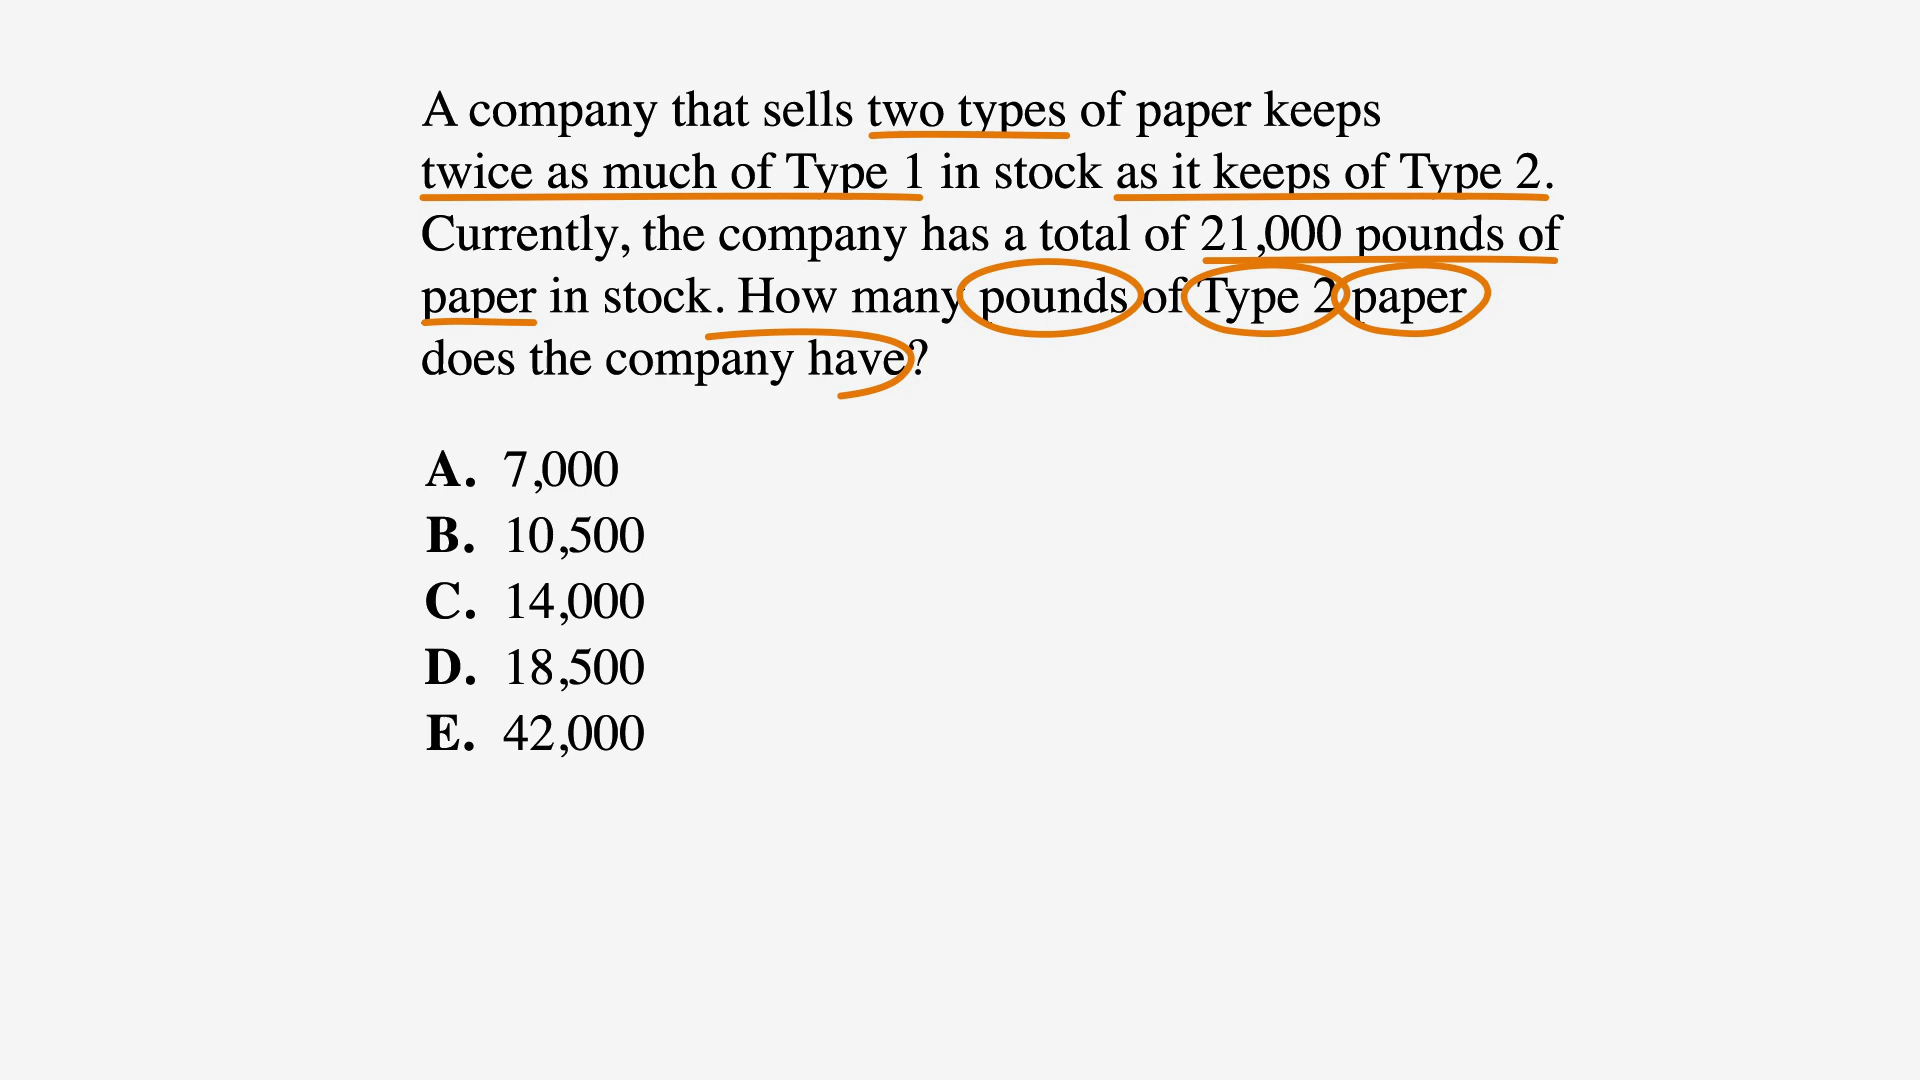 A company that sells two types of paper keeps
twice as much of Type 1 in stock as it keeps of Type 2.
Currently, the company has a total of 21,000 pounds of
paper in stock. How many pounds of Type 2 paper
does the company have?
A. 7,000
B. 10,500
C. 14,000
D. 18,500
E. 42,000